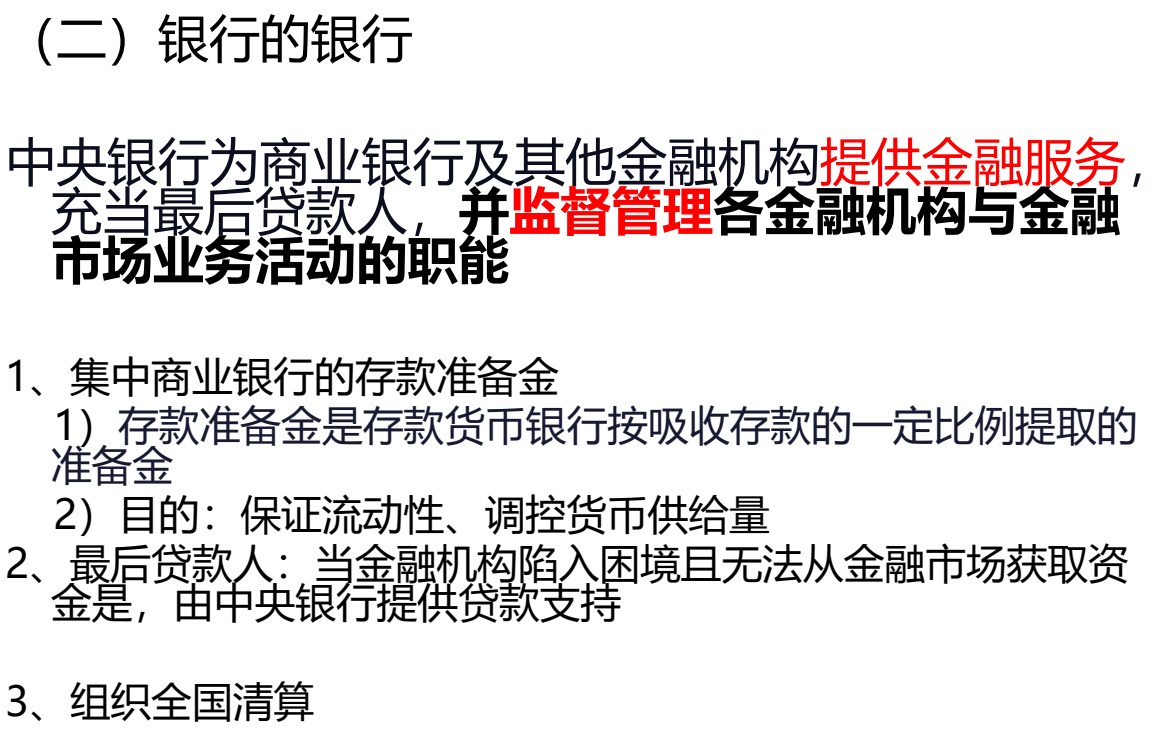 （二）银行的银行
中央银行为商业银行及其他金融机构提供金融服务，
充当最后贷款人，并监督管理各金融机构与金融
市场业务活动的职能
1、集中商业银行的存款准备金
1）存款准备金是存款货币银行按吸收存款的一定比例提取的
准备金
2）目的：保证流动性、调控货币供给量
2、最后贷款人：当金融机构陷入困境且无法从金融市场获取资
金是，由中央银行提供贷款支持
3、组织全国清算